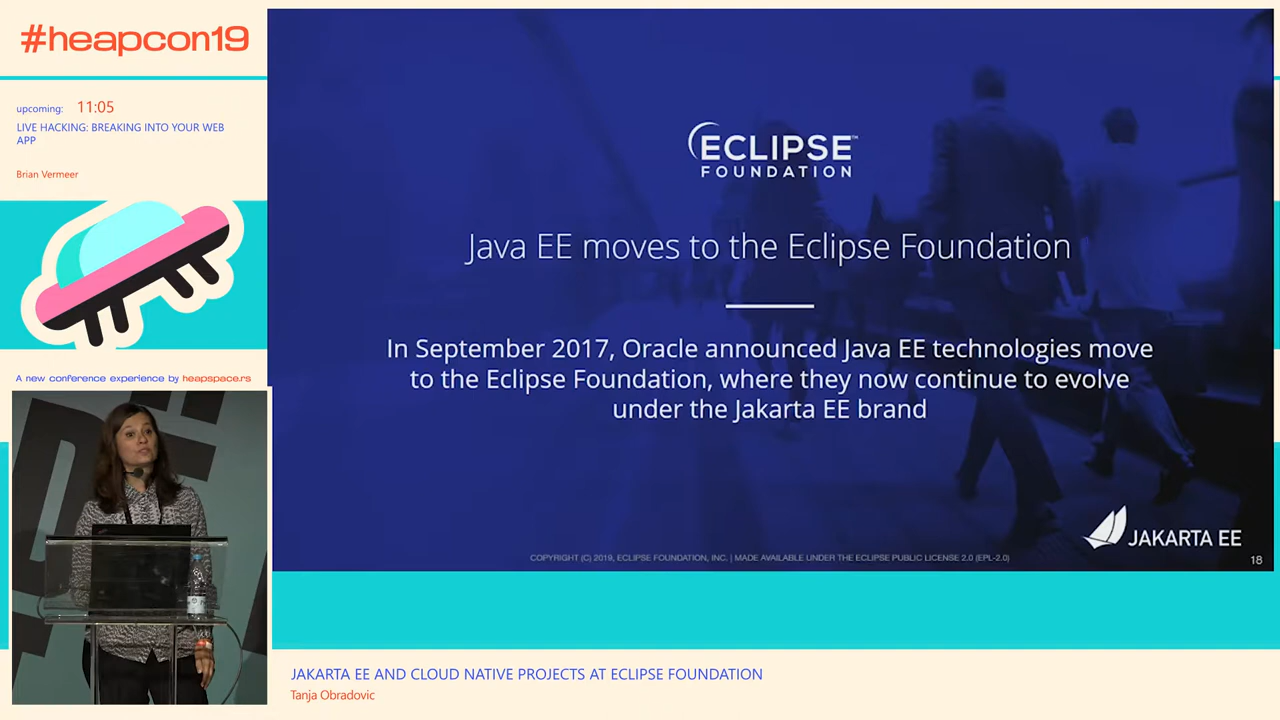 #heapcon19
upcoming: 11:05
LIVE HACKING: BREAKING INTO YOUR WEB
APP
Brian Vermeer
A new conference experience by heapspace.rs
ECLIPSE™
FOUNDATION
Java EE moves to the Eclipse Foundation
In September 2017, Oracle announced Java EE technologies move
to the Eclipse Foundation, where they now continue to evolve
under the Jakarta EE brand
JAKARTA EE
COPYRIGHT (C) 2019, ECLIPSE FOUNDATION, INC. | MADE AVAILABLE UNDER THE ECLIPSE PUBLIC LICENSE 2.0 (EPL-2.0)
18
JAKARTA EE AND CLOUD NATIVE PROJECTS AT ECLIPSE FOUNDATION
Tanja Obradovic